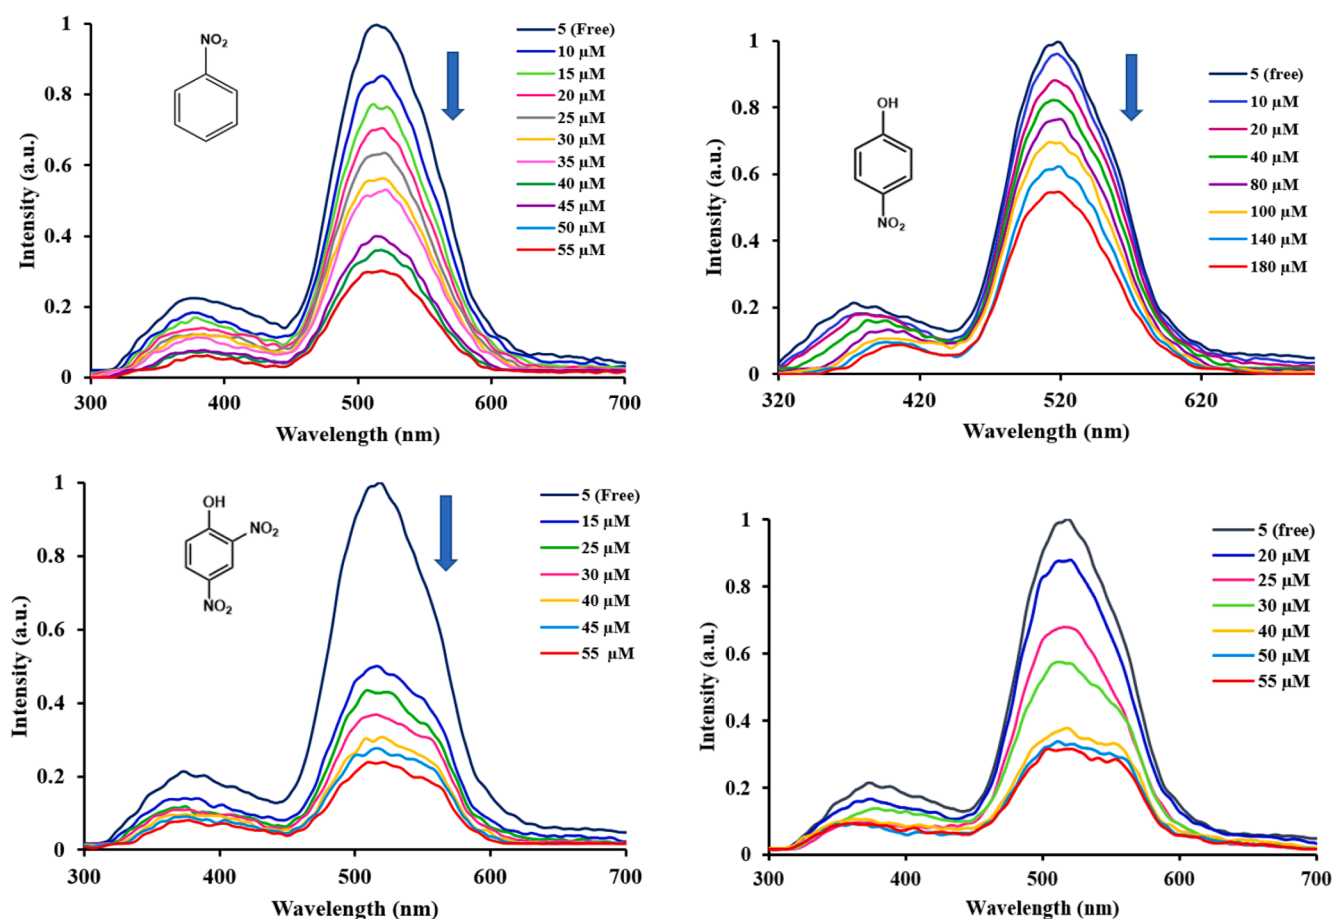 NO₂
5 (Free)
10 µM
15 µM
20 µM
25 µM
30 µM
35 µM
40 µM
45 µM
50 µM
55 µM
1
0.8
0.6
0.4
0.2
0
Intensity (a.u.)
300
400
500
600
700
Wavelength (nm)
OH
NO₂
5 (free)
10 µM
20 µM
40 µM
80 µM
100 µM
140 µM
180 µM
1
0.8
0.6
0.4
0.2
0
Intensity (a.u.)
320
420
520
620
Wavelength (nm)
OH
NO₂
NO₂
5 (Free)
15 µM
25 µM
30 µM
40 µM
45 µM
55 µM
1
0.8
0.6
0.4
0.2
0
Intensity (a.u.)
300
400
500
600
700
Wavelength (nm)
5 (free)
20 µM
25 µM
30 µM
40 µM
50 µM
55 µM
1
0.8
0.6
0.4
0.2
0
Intensity (a.u.)
300
400
500
600
700
Wavelength (nm)